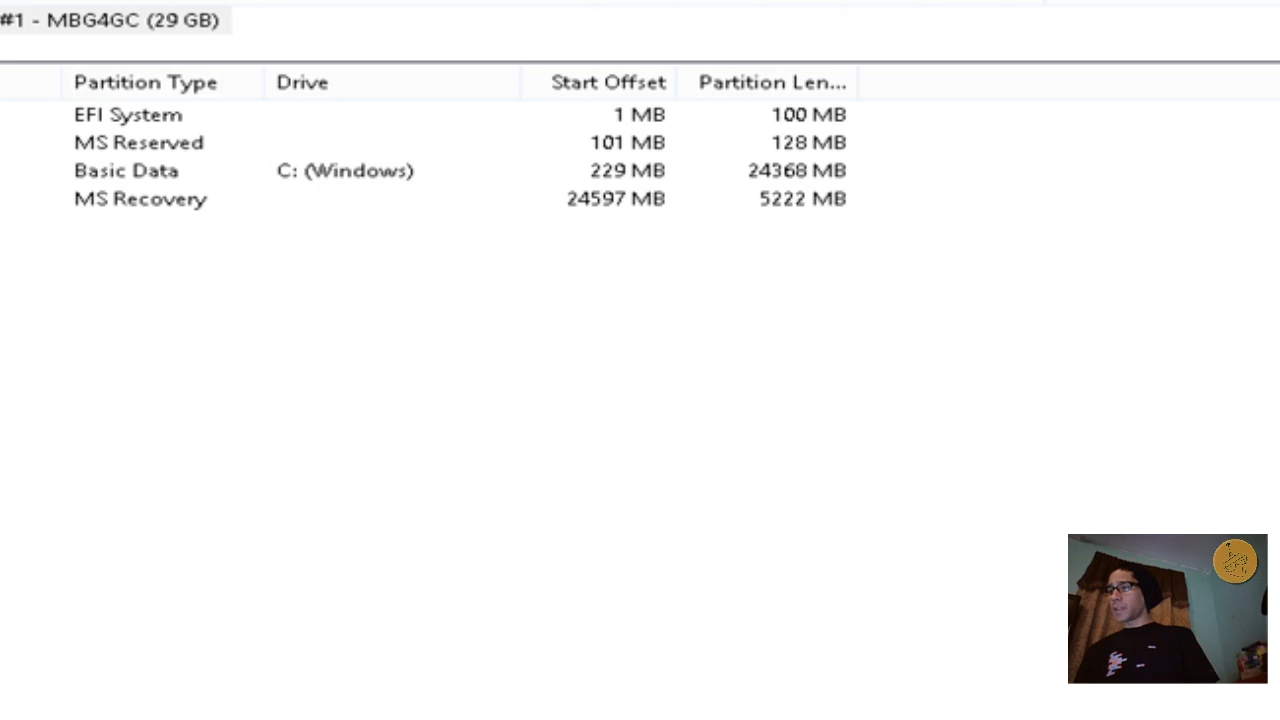 #1 - MBG4GC (29 GB)
Partition Type Drive Start Offset Partition Len...
EFI System 1 MB 100 MB
MS Reserved 101 MB 128 MB
Basic Data C: (Windows) 229 MB 24368 MB
MS Recovery 24597 MB 5222 MB